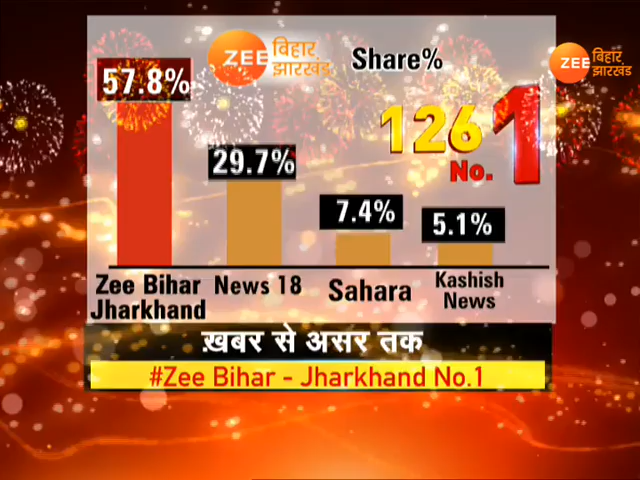 ZEE
बिहार
झारखंड
Share%
ZEE
बिहार
झारखंड
57.8%
126
No. 1
29.7%
7.4%
5.1%
Zee Bihar
Jharkhand
News 18
Sahara
Kashish
News
ख़बर से असर तक
#Zee Bihar - Jharkhand No.1